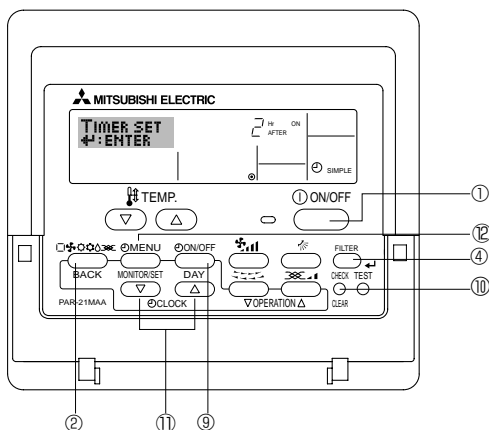 MITSUBISHI ELECTRIC
TIMER SET
:ENTER
2 Hr ON
AFTER
SIMPLE
TEMP.
ON/OFF
①
⑫
MENU
ON/OFF
FILTER
④
BACK
MONITOR/SET
DAY
CHECK TEST
PAR-21MAA
CLOCK
OPERATION
CLEAR
⑩
②
⑪
⑨